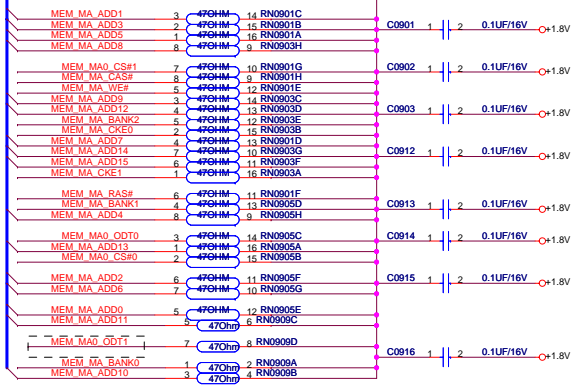 MEM_MA_ADD1 3 47OHM 14 RN0901C
MEM_MA_ADD3 2 47OHM 15 RN0901B
MEM_MA_ADD5 1 47OHM 16 RN0901A C0901 1 2 0.1UF/16V +1.8V
MEM_MA_ADD8 8 47OHM 9 RN0903H
MEM_MA0_CS#1 7 47OHM 10 RN0901G C0902 1 2 0.1UF/16V +1.8V
MEM_MA_CAS# 8 47OHM 9 RN0901H
MEM_MA_WE# 5 47OHM 12 RN0901E
MEM_MA_ADD9 3 47OHM 14 RN0903C
MEM_MA_ADD12 4 47OHM 13 RN0903D C0903 1 2 0.1UF/16V +1.8V
MEM_MA_BANK2 5 47OHM 12 RN0903E
MEM_MA_CKE0 2 47OHM 15 RN0903B
MEM_MA_ADD7 4 47OHM 13 RN0901D
MEM_MA_ADD14 7 47OHM 10 RN0903G C0912 1 2 0.1UF/16V +1.8V
MEM_MA_ADD15 6 47OHM 11 RN0903F
MEM_MA_CKE1 1 47OHM 16 RN0903A
MEM_MA_RAS# 6 47OHM 11 RN0901F
MEM_MA_BANK1 4 47OHM 13 RN0905D C0913 1 2 0.1UF/16V +1.8V
MEM_MA_ADD4 8 47OHM 9 RN0905H
MEM_MA0_ODT0 3 47OHM 14 RN0905C C0914 1 2 0.1UF/16V +1.8V
MEM_MA_ADD13 1 47OHM 16 RN0905A
MEM_MA0_CS#0 2 47OHM 15 RN0905B
MEM_MA_ADD2 6 47OHM 11 RN0905F C0915 1 2 0.1UF/16V +1.8V
MEM_MA_ADD6 7 47OHM 10 RN0905G
MEM_MA_ADD0 5 47OHM 12 RN0905E
MEM_MA_ADD11 5 47Ohm 6 RN0909C
MEM_MA0_ODT1 7 47Ohm 8 RN0909D
C0916 1 2 0.1UF/16V +1.8V
MEM_MA_BANK0 1 47Ohm 2 RN0909A
MEM_MA_ADD10 3 47Ohm 4 RN0909B